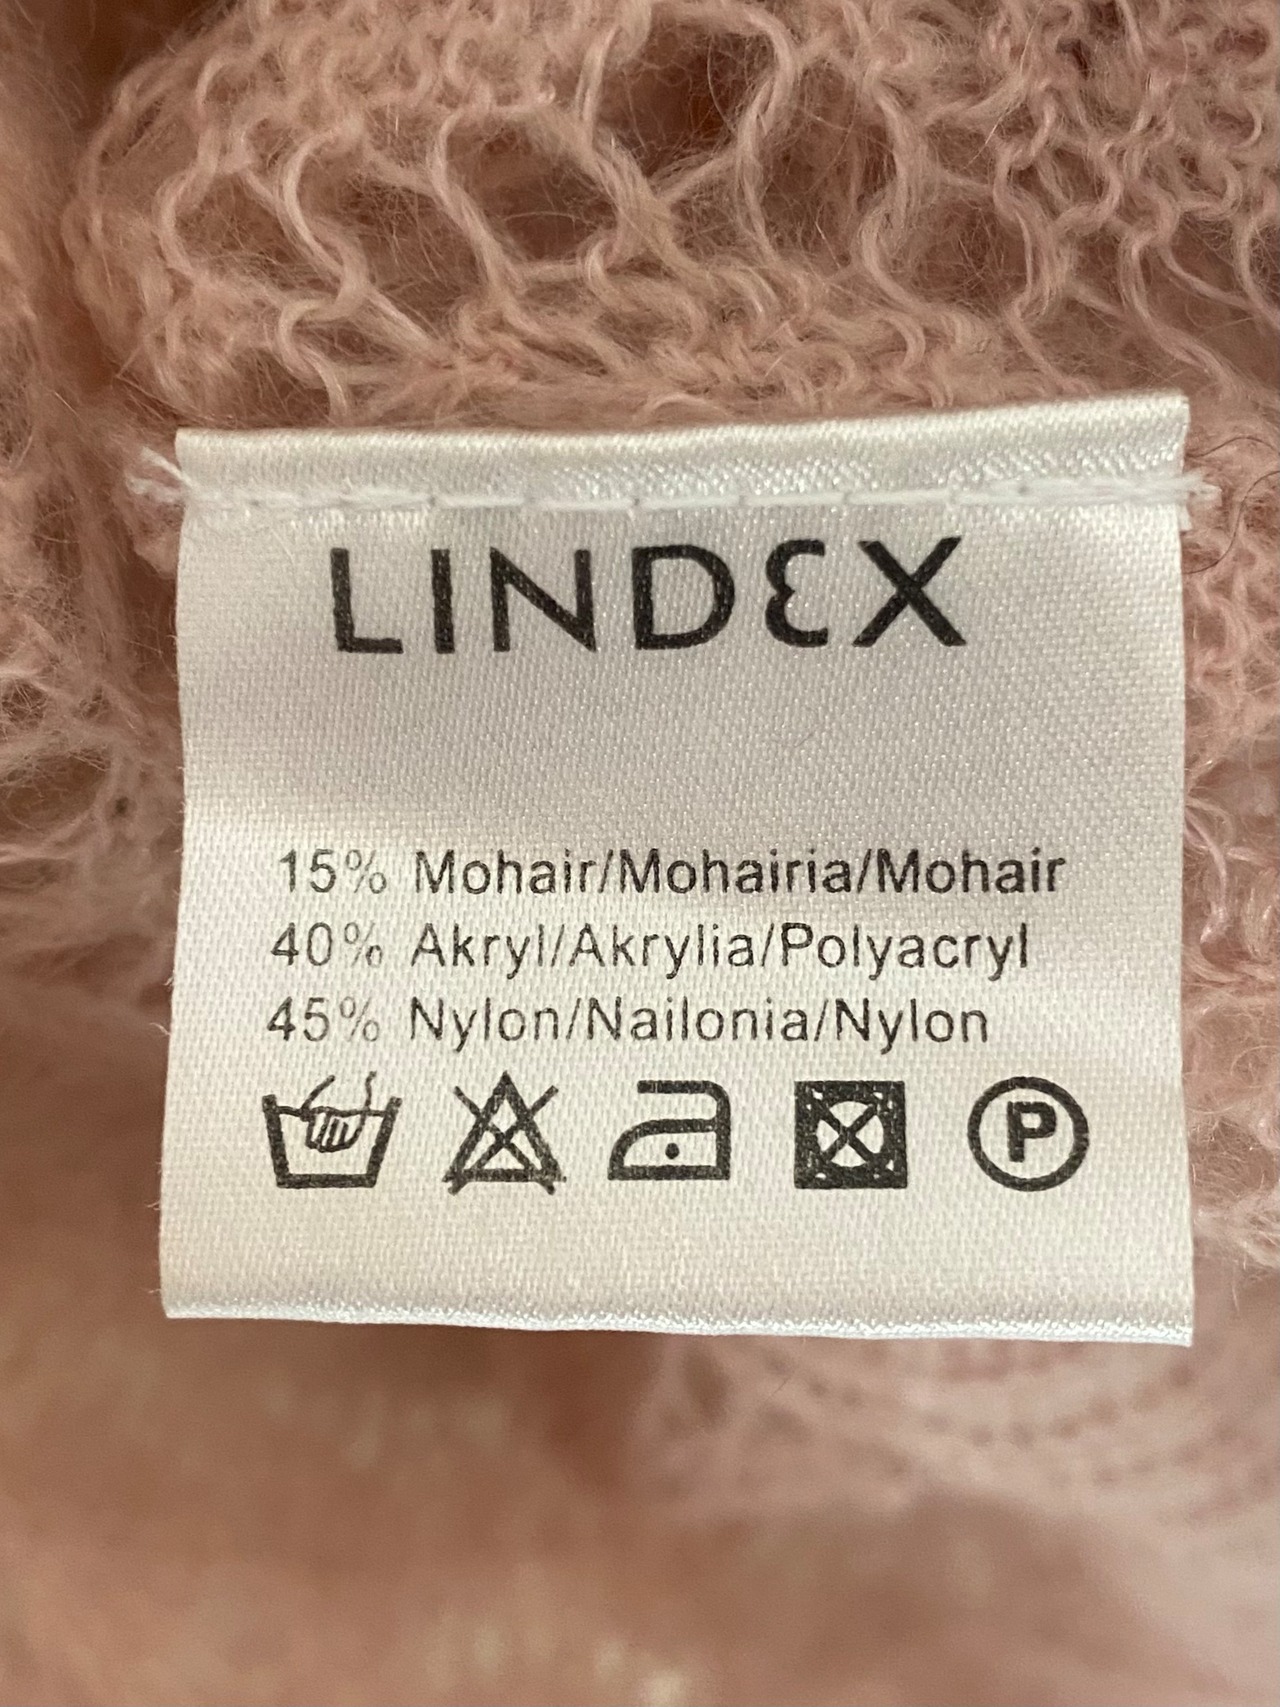 LINDEX
15% Mohair/Mohairia/Mohair
40% Akryl/Akrylia/Polyacryl
45% Nylon/Nailonia/Nylon
P